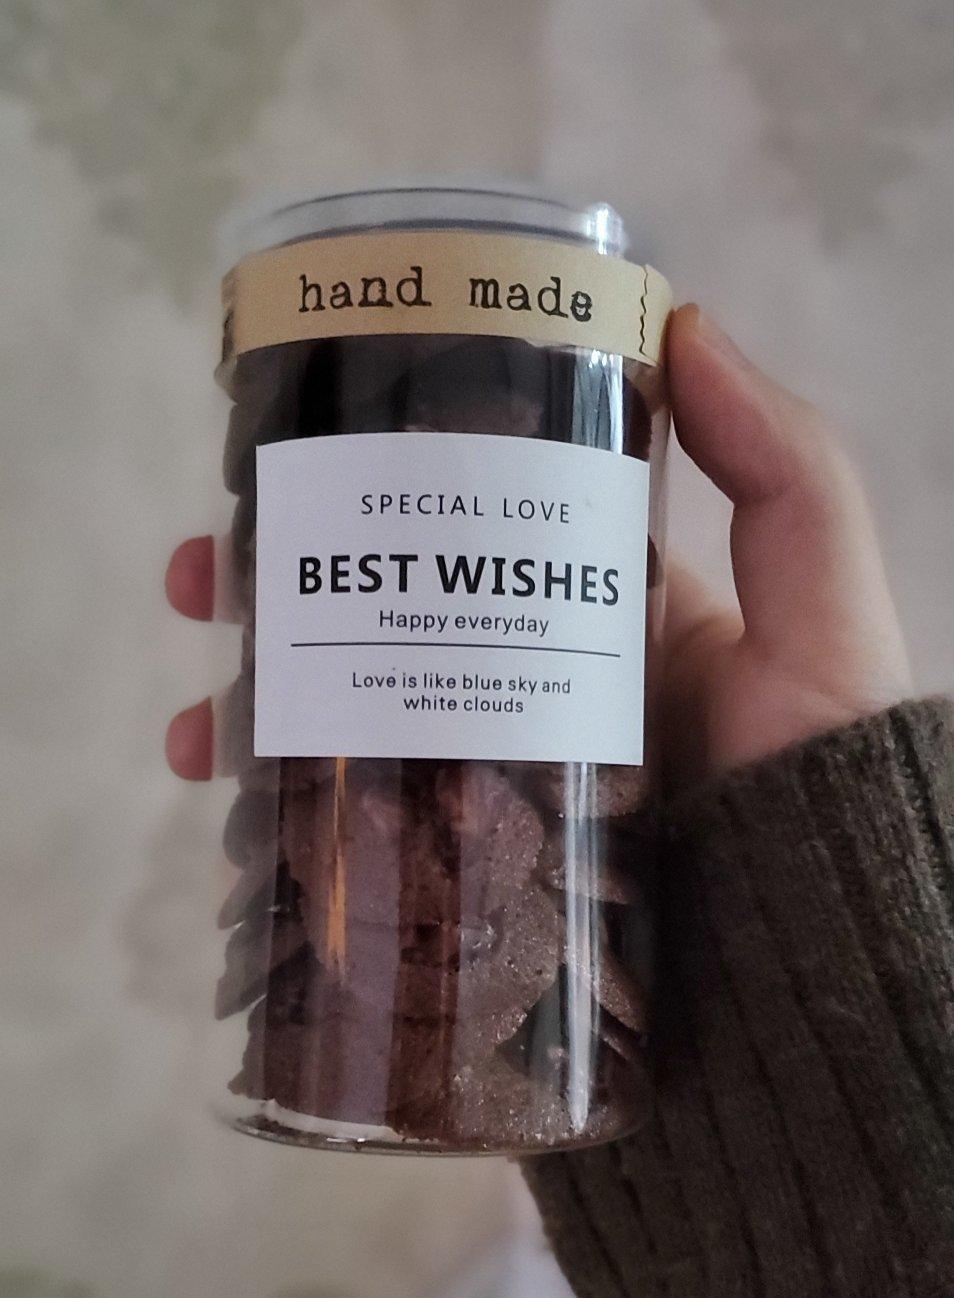 hand made
SPECIAL LOVE
BEST WISHES
Happy everyday
Love is like blue sky and
white clouds